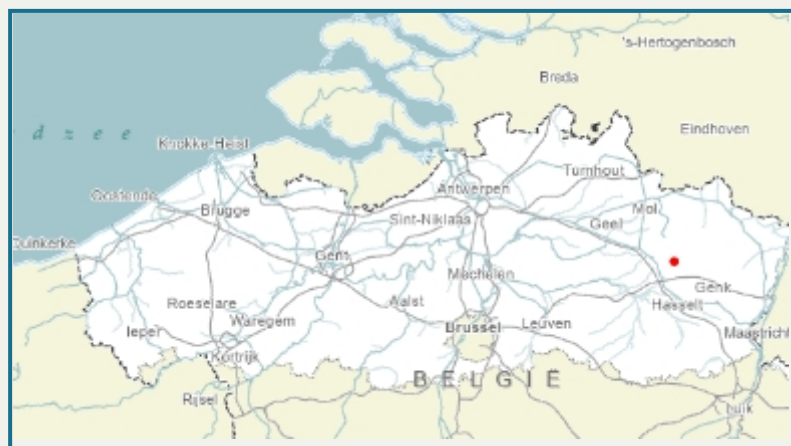 's-Hertogenbosch
Breda
d z e e
Eindhoven
Knokke-Heist
Turnhout
Antwerpen
Oostende
Mol
Brugge
Sint-Niklaas
Geel
Duinkerke
Gent
Mechelen
Genk
Roeselare
Aalst
Hasselt
Waregem
Ieper
Brussel
Leuven
Maastricht
Kortrijk
BELGIË
Rijsel
Luik